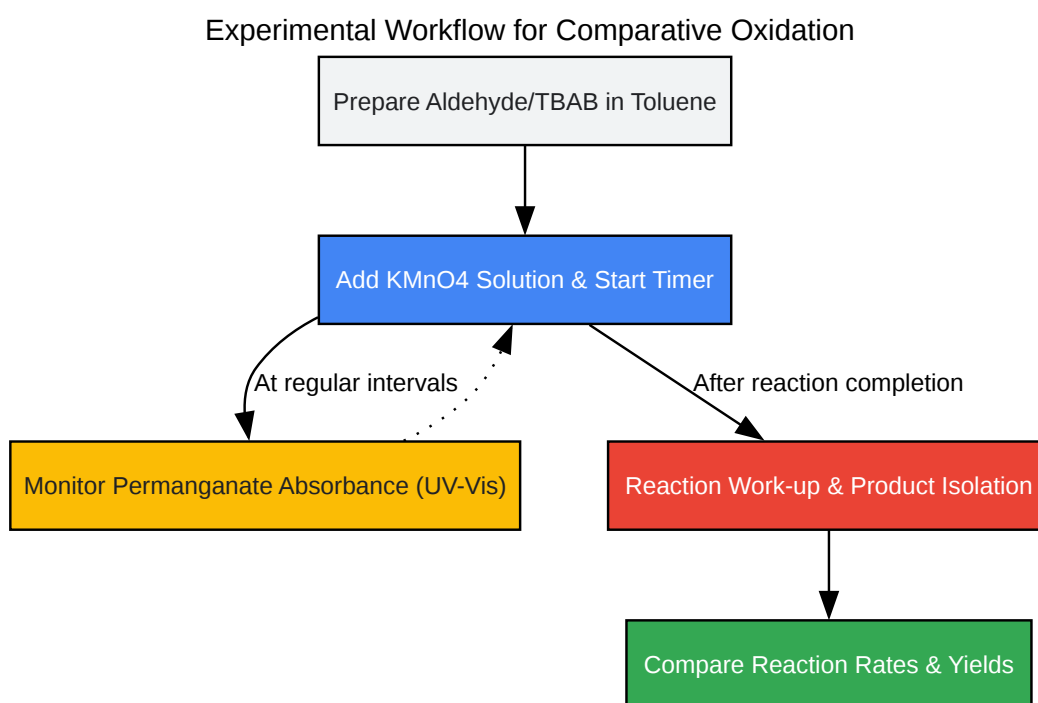 Experimental Workflow for Comparative Oxidation
Prepare Aldehyde/TBAB in Toluene
Add KMnO4 Solution & Start Timer
At regular intervals
After reaction completion
Monitor Permanganate Absorbance (UV-Vis)
Reaction Work-up & Product Isolation
Compare Reaction Rates & Yields